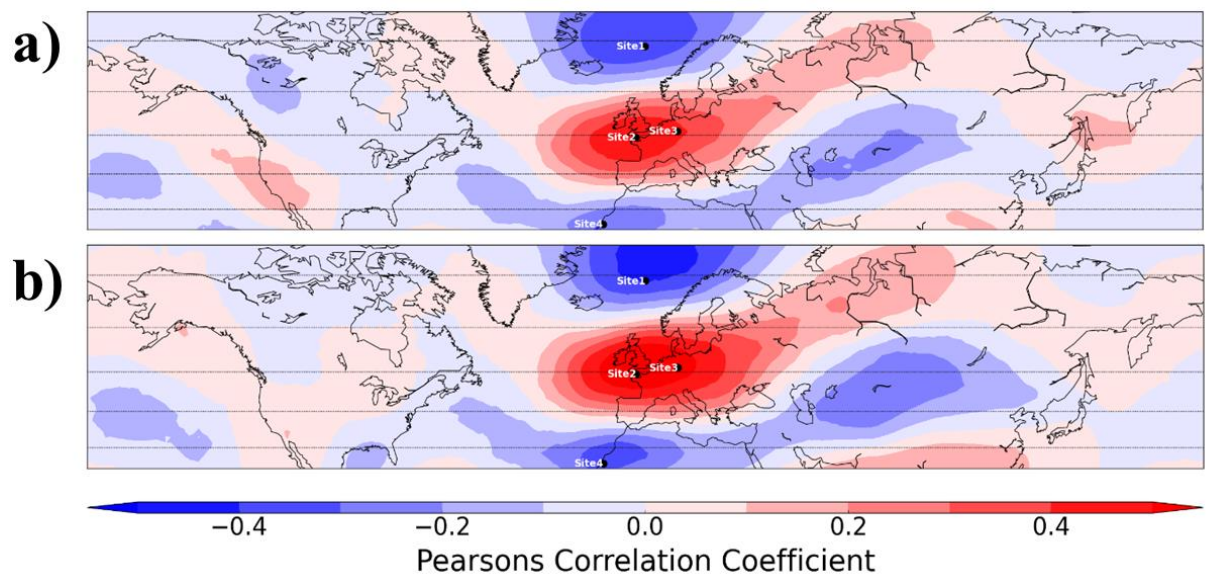 a)
Site1
Site2
Site3
Site4
b)
Site1
Site2
Site3
Site4
−0.4 −0.2 0.0 0.2 0.4
Pearsons Correlation Coefficient